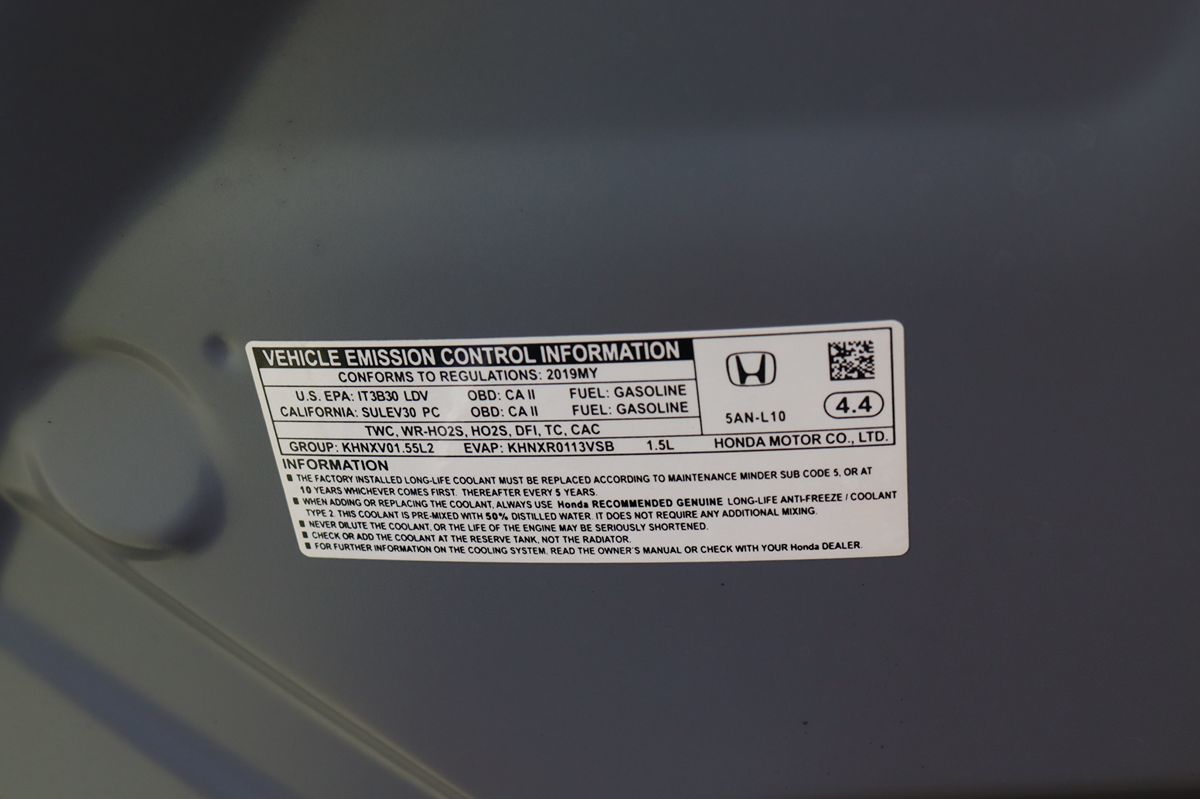 VEHICLE EMISSION CONTROL INFORMATION
CONFORMS TO REGULATIONS: 2019MY
U.S. EPA: IT3B30 LDV OBD: CA II FUEL: GASOLINE
CALIFORNIA: SULEV30 PC OBD: CA II FUEL: GASOLINE
TWC, WR-HO2S, HO2S, DFI, TC, CAC
GROUP: KHNXV01.55L2 EVAP: KHNXR0113VSB 1.5L
5AN-L10
4.4
HONDA MOTOR CO., LTD.
INFORMATION
■ THE FACTORY INSTALLED LONG-LIFE COOLANT MUST BE REPLACED ACCORDING TO MAINTENANCE MINDER SUB CODE 5, OR AT
10 YEARS WHICHEVER COMES FIRST. THEREAFTER EVERY 5 YEARS.
■ WHEN ADDING OR REPLACING THE COOLANT, ALWAYS USE Honda RECOMMENDED GENUINE LONG-LIFE ANTI-FREEZE / COOLANT
TYPE 2. THIS COOLANT IS PRE-MIXED WITH 50% DISTILLED WATER. IT DOES NOT REQUIRE ANY ADDITIONAL MIXING.
■ NEVER DILUTE THE COOLANT, OR THE LIFE OF THE ENGINE MAY BE SERIOUSLY SHORTENED.
■ CHECK OR ADD THE COOLANT AT THE RESERVE TANK, NOT THE RADIATOR.
■ FOR FURTHER INFORMATION ON THE COOLING SYSTEM, READ THE OWNER'S MANUAL OR CHECK WITH YOUR Honda DEALER.